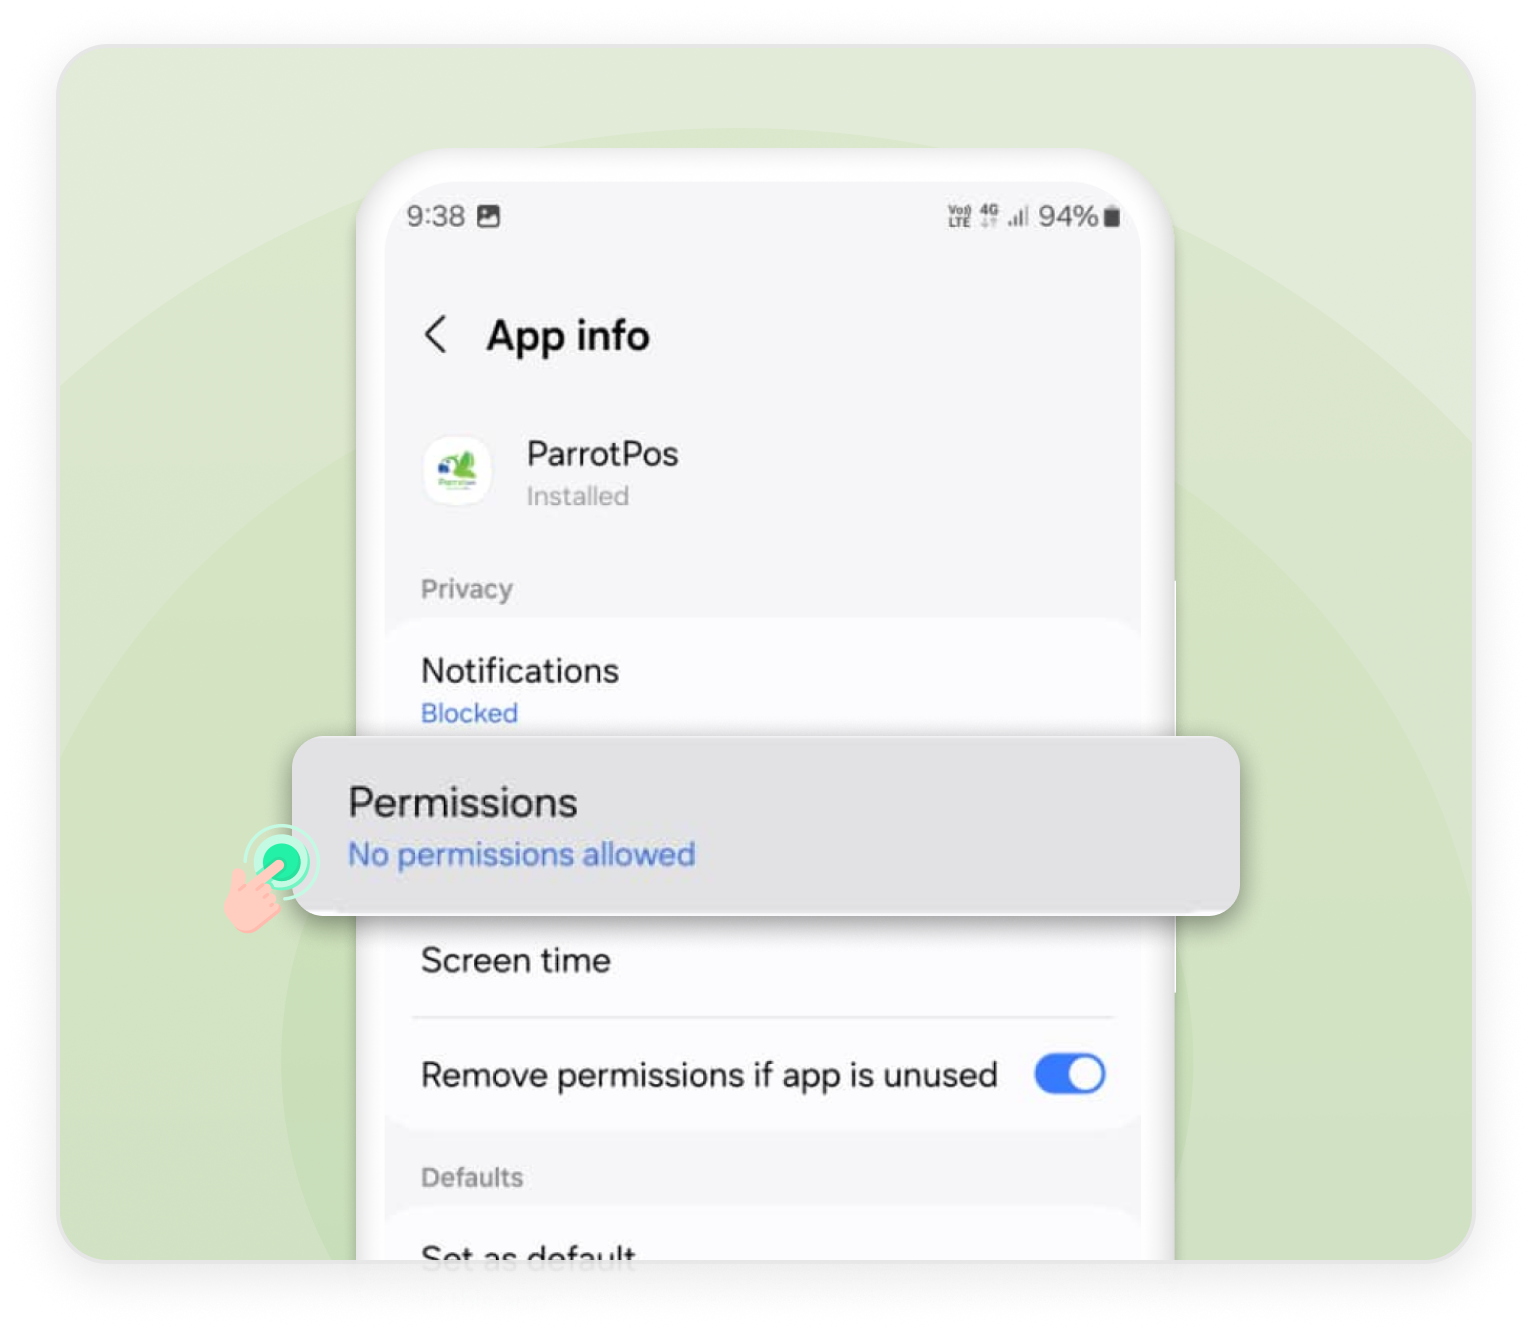 9:38 Vo)) LTE 4G 94%
App info
ParrotPos
Installed
Privacy
Notifications
Blocked
Permissions
No permissions allowed
Screen time
Remove permissions if app is unused
Defaults
Set as default